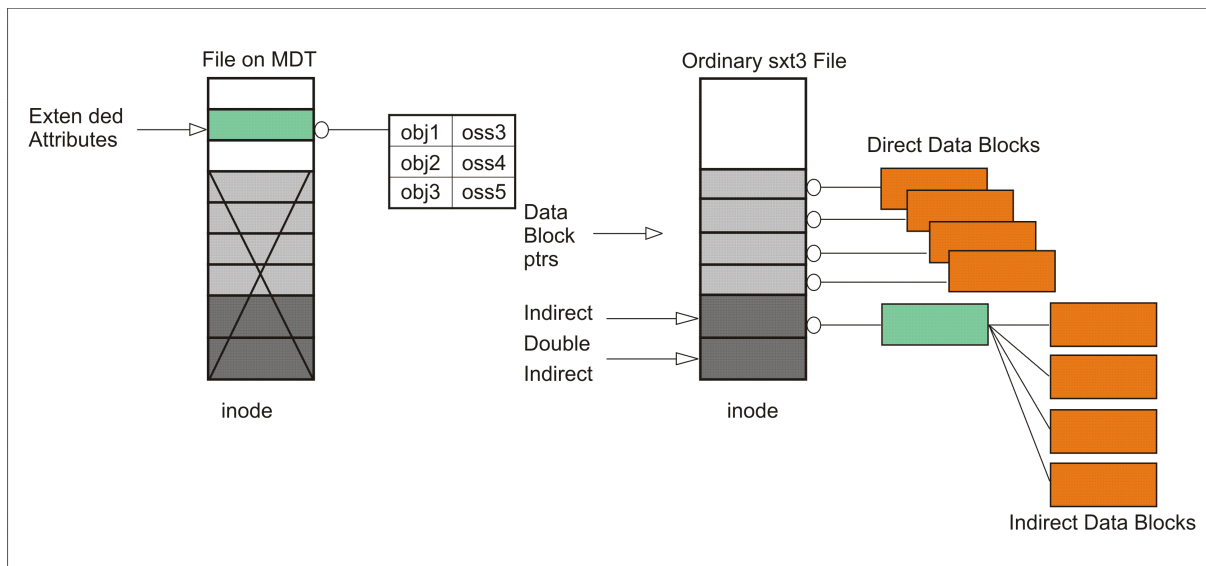 File on MDT
Exten ded
Attributes
obj1 oss3
obj2 oss4
obj3 oss5
inode
Ordinary sxt3 File
Direct Data Blocks
Data
Block
ptrs
Indirect
Double
Indirect
inode
Indirect Data Blocks